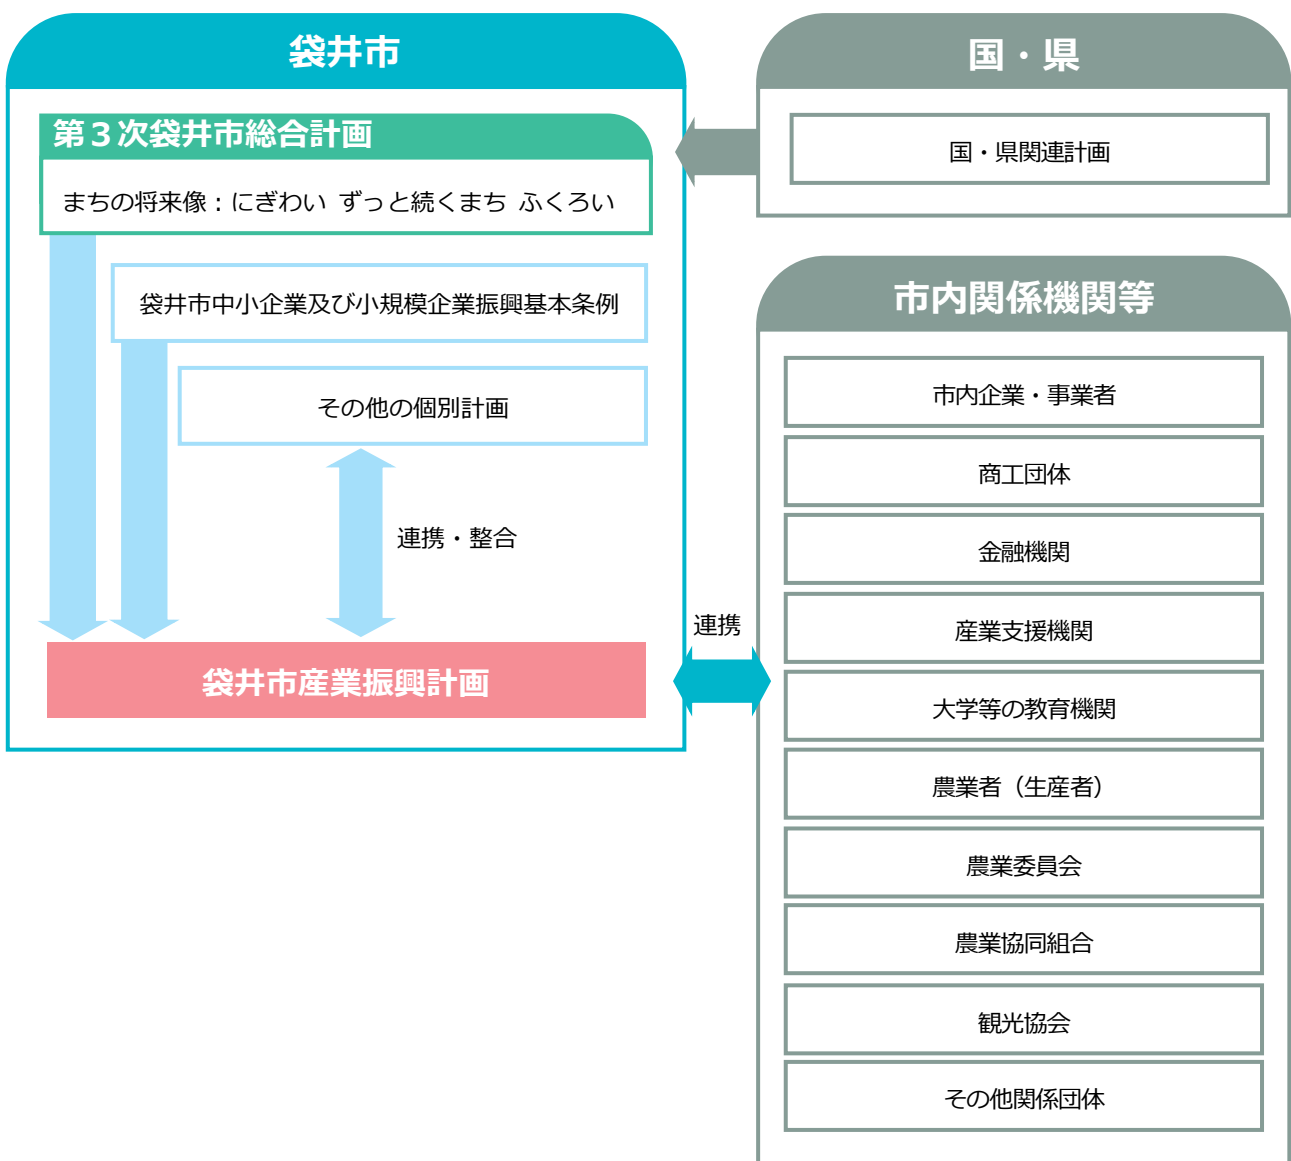 袋井市
第３次袋井市総合計画
まちの将来像：にぎわい ずっと続くまち ふくろい
袋井市中小企業及び小規模企業振興基本条例
その他の個別計画
連携・整合
袋井市産業振興計画
連携
国・県
国・県関連計画
市内関係機関等
市内企業・事業者
商工団体
金融機関
産業支援機関
大学等の教育機関
農業者（生産者）
農業委員会
農業協同組合
観光協会
その他関係団体